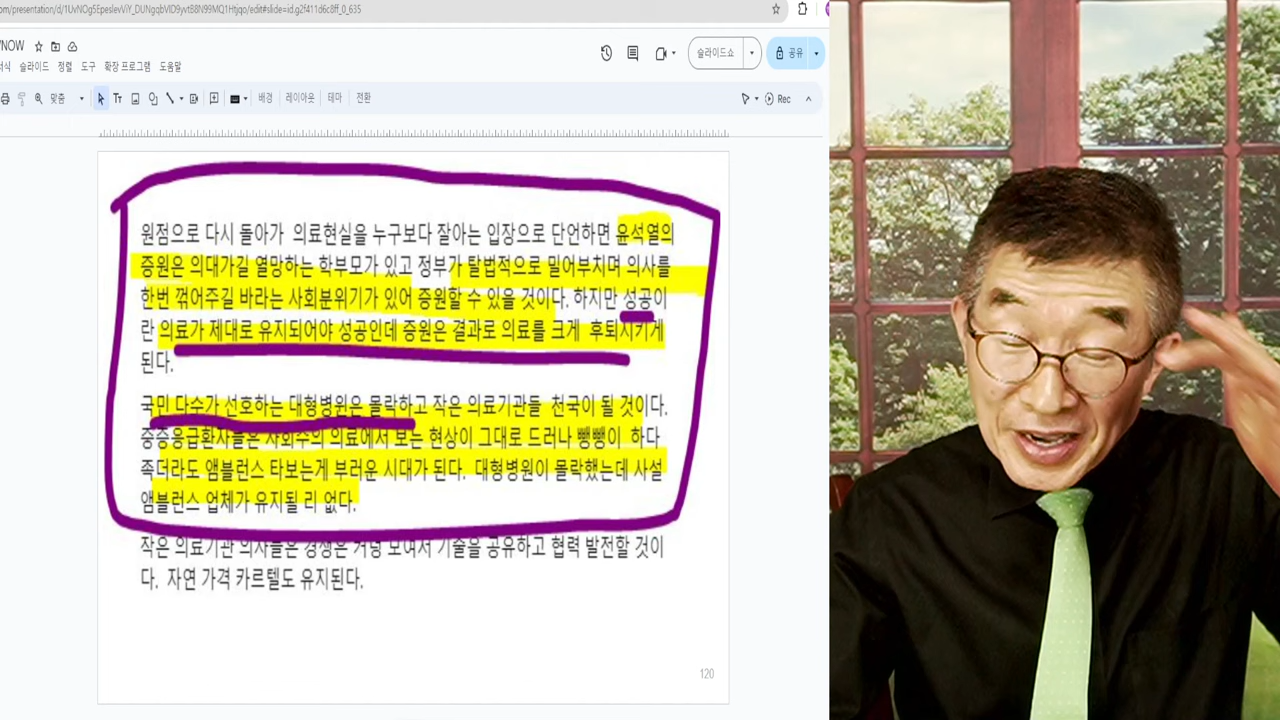 com/presentation/d/1UvNOg5EpeslevViY_DUNgqbVlD9yvtB8N99MQ1Htjqo/edit#slide=id.g2f411d6c8ff_0_635
NOW
서식 슬라이드 정렬 도구 확장 프로그램 도움말
슬라이드쇼
공유
맞춤
배경 레이아웃 테마 전환
Rec
원점으로 다시 돌아가 의료현실을 누구보다 잘아는 입장으로 단언하면 윤석열의
증원은 의대가길 열망하는 학부모가 있고 정부가 탈법적으로 밀어부치며 의사를
한번 꺾어주길 바라는 사회분위기가 있어 증원할 수 있을 것이다. 하지만 성공이
란 의료가 제대로 유지되어야 성공인데 증원은 결과로 의료를 크게 후퇴시키게
된다.
국민 다수가 선호하는 대형병원은 몰락하고 작은 의료기관들 천국이 될 것이다.
중증응급환자들은 사회주의 의료에서 보는 현상이 그대로 드러나 뺑뺑이 하다
죽더라도 앰블런스 타보는게 부러운 시대가 된다. 대형병원이 몰락했는데 사설
앰블런스 업체가 유지될 리 없다.
작은 의료기관 의사들은 경쟁은 커녕 모여서 기술을 공유하고 협력 발전할 것이
다. 자연 가격 카르텔도 유지된다.
120